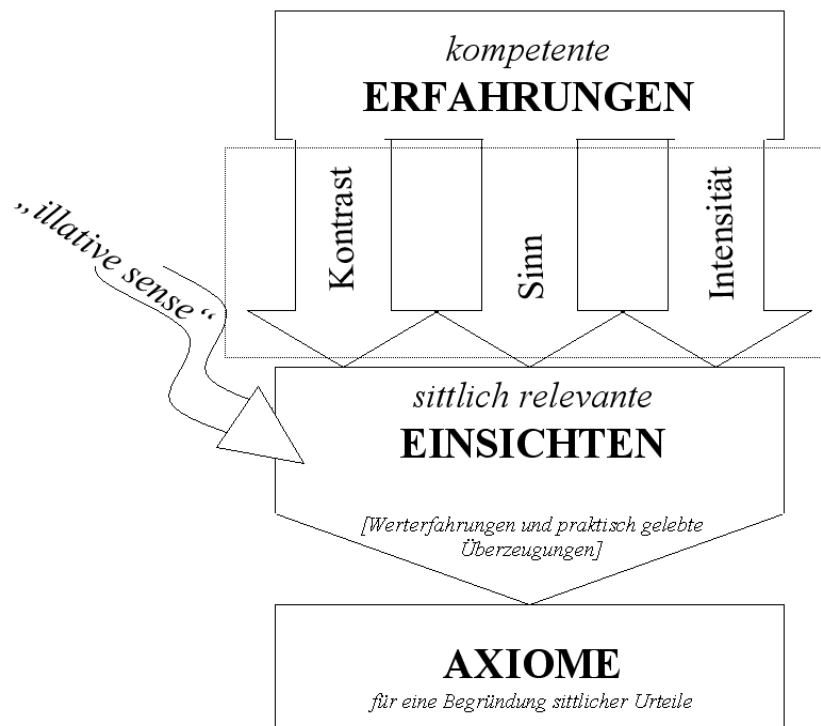 kompetente
ERFAHRUNGEN
Kontrast
Sinn
Intensität
„illative sense“
sittlich relevante
EINSICHTEN
[Werterfahrungen und praktisch gelebte
Überzeugungen]
AXIOME
für eine Begründung sittlicher Urteile